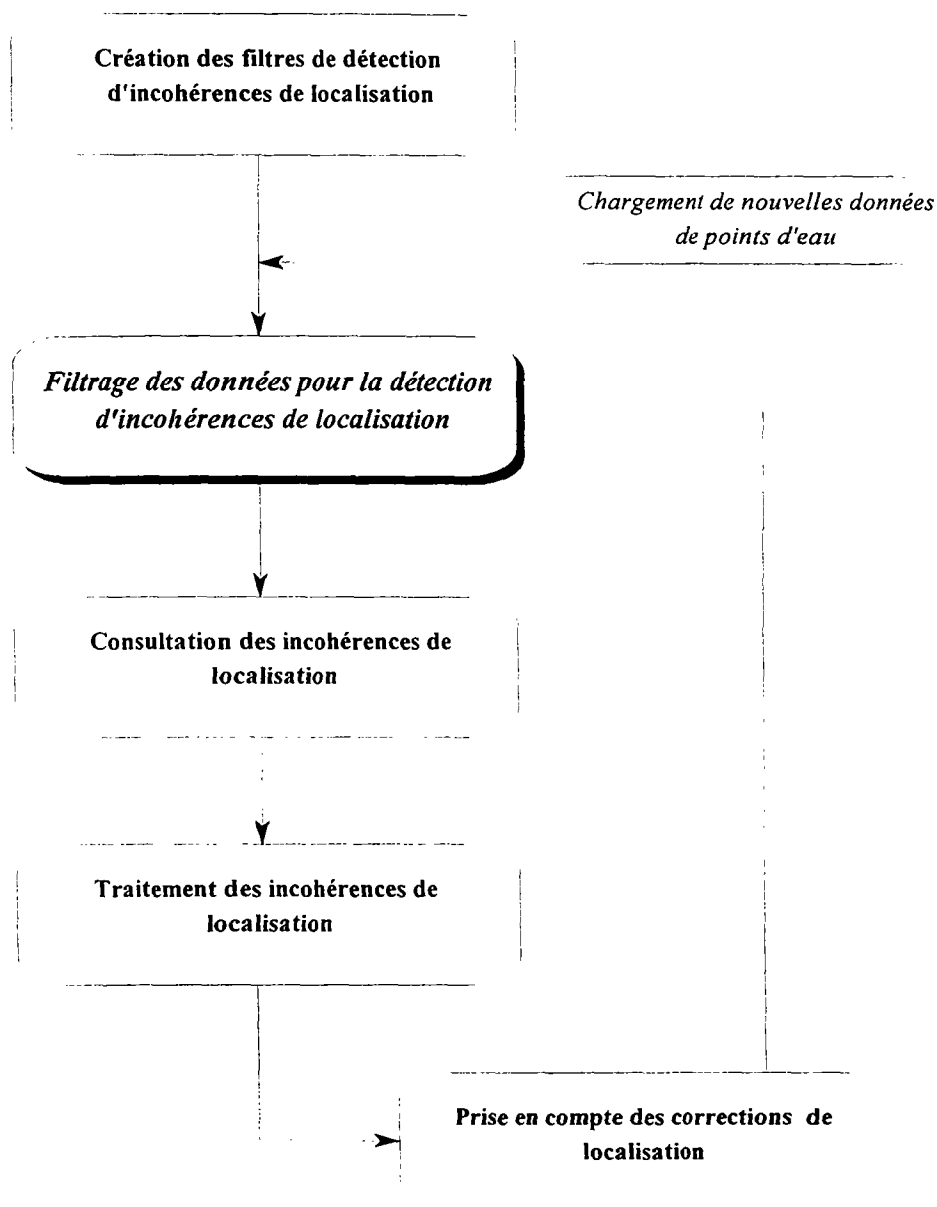 Création des filtres de détection
d'incohérences de localisation
Chargement de nouvelles données
de points d'eau
Filtrage des données pour la détection
d'incohérences de localisation
Consultation des incohérences de
localisation
Traitement des incohérences de
localisation
Prise en compte des corrections de
localisation